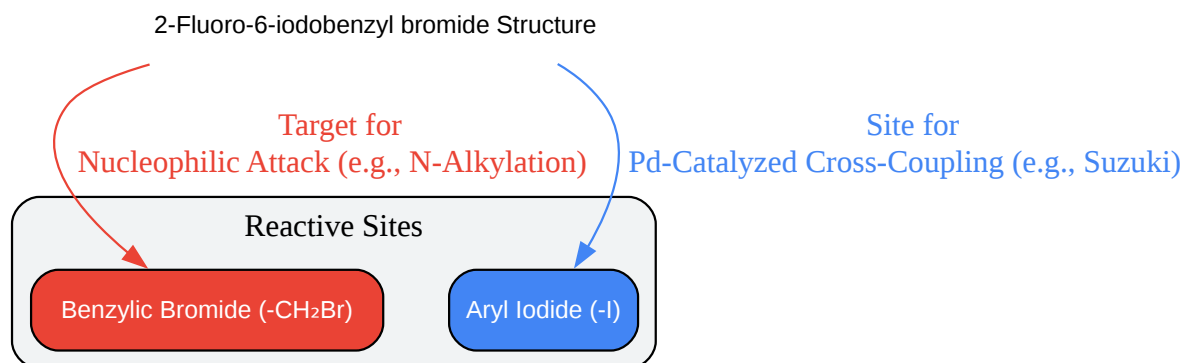 2-Fluoro-6-iodobenzyl bromide Structure
Target for
Nucleophilic Attack (e.g., N-Alkylation)
Site for
Pd-Catalyzed Cross-Coupling (e.g., Suzuki)
Reactive Sites
Benzylic Bromide (-CH₂Br)
Aryl Iodide (-I)